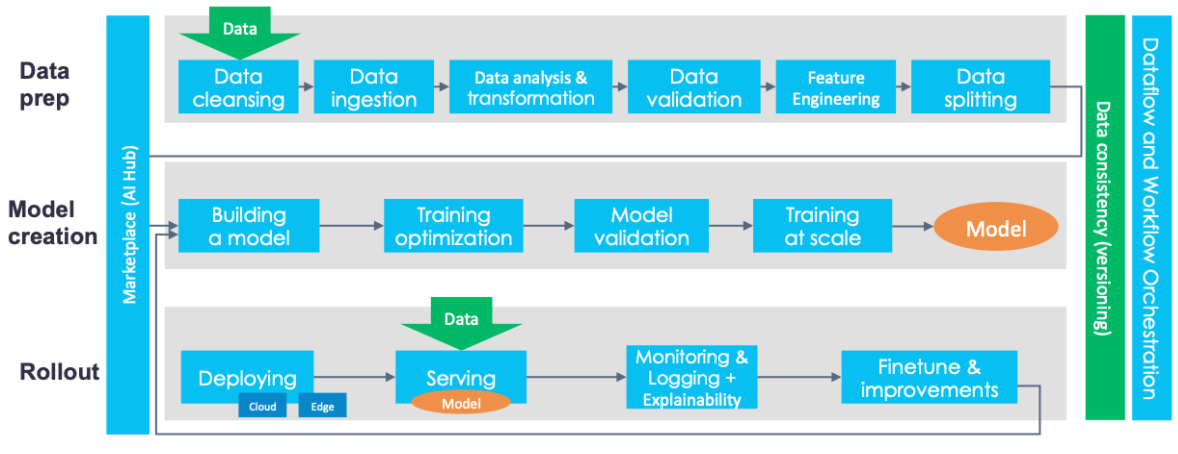 Data
Data
prep
Data
cleansing
Data
ingestion
Data analysis &
transformation
Data
validation
Feature
Engineering
Data
splitting
Marketplace (AI Hub)
Data consistency (versioning)
Dataflow and Workflow Orchestration
Model
creation
Building
a model
Training
optimization
Model
validation
Training
at scale
Model
Data
Rollout
Deploying
Cloud
Edge
Serving
Model
Monitoring &
Logging +
Explainability
Finetune &
improvements